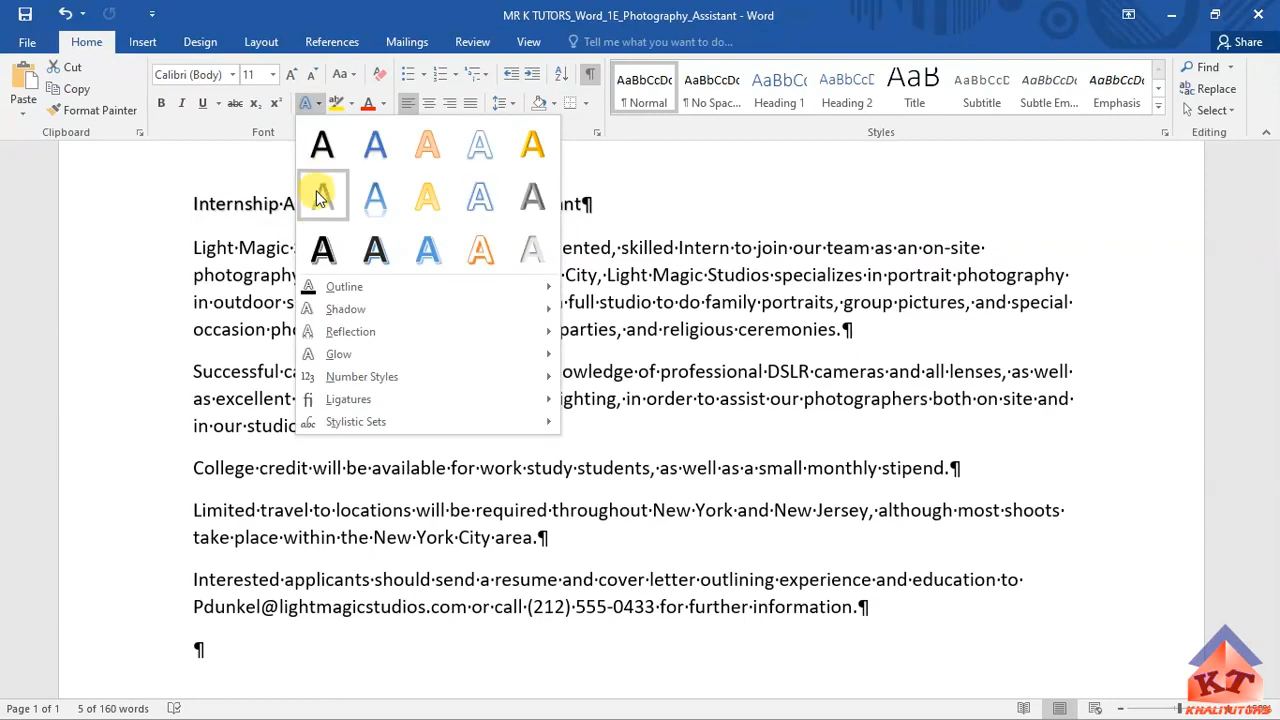 MR K TUTORS_Word_1E_Photography_Assistant - Word
File Home Insert Design Layout References Mailings Review View Tell me what you want to do... Share
Paste
Cut
Copy
Format Painter
Clipboard
Calibri (Body) 11
Font
AaBbCcDc AaBbCcDc AaBbCc AaBbCcC AaB AaBbCcD AaBbCcDc AaBbCcDc
¶ Normal ¶ No Spac... Heading Heading 2 Title Subtitle Subtle Em... Emphasis
Styles
Find
Replace
Select
Editing
Outline
Shadow
Reflection
Glow
Number Styles
Ligatures
Stylistic Sets
Internship·A nt¶
Light·Magic· ented,·skilled·Intern·to·join·our·team·as·an·on-site·
photography City,·Light·Magic·Studios·specializes·in·portrait·photography·
in·outdoor·s full·studio·to·do·family·portraits,·group·pictures,·and·special·
occasion·pho parties,·and·religious·ceremonies.¶
Successful·ca owledge·of·professional·DSLR·cameras·and·all·lenses,·as·well·
as·excellent ighting,·in·order·to·assist·our·photographers·both·on·site·and·
in·our·studi
College·credit·will·be·available·for·work·study·students,·as·well·as·a·small·monthly·stipend.¶
Limited·travel·to·locations·will·be·required·throughout·New·York·and·New·Jersey,·although·most·shoots·
take·place·within·the·New·York·City·area.¶
Interested·applicants·should·send·a·resume·and·cover·letter·outlining·experience·and·education·to·
Pdunkel@lightmagicstudios.com·or·call·(212)·555-0433·for·further·information.¶
¶
KT
KHALITUTORS
Page 1 of 1 5 of 160 words